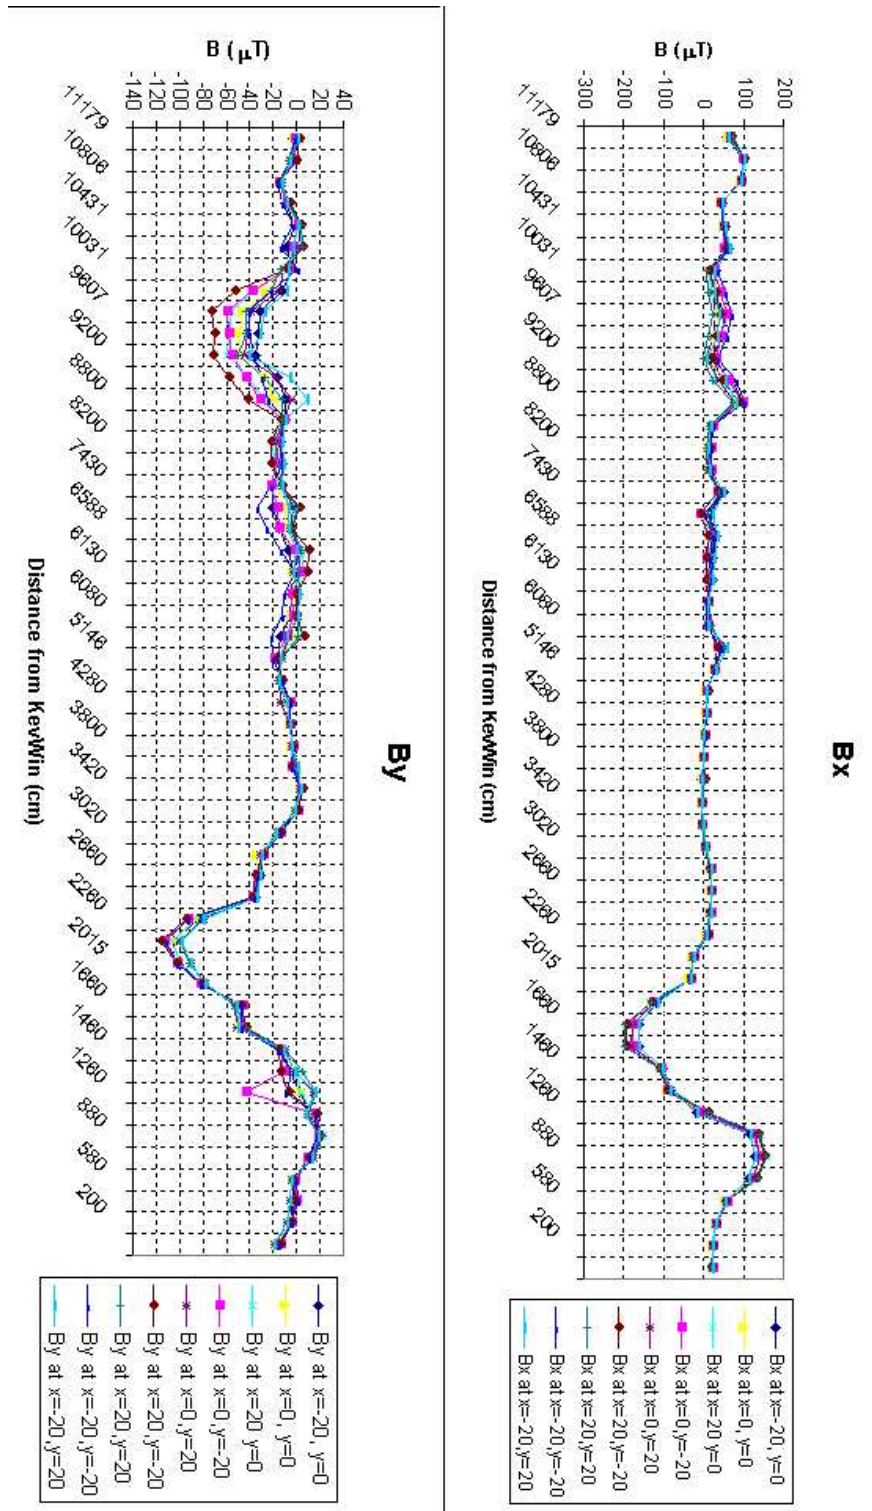 Bx
B (μT)
200
100
0
-100
-200
-300
11179
10806
10431
10031
9607
9200
8800
8200
7430
6588
6130
6080
5146
4280
3800
3420
3020
2660
2260
2015
1660
1460
1260
880
580
200
Distance from KevWin (cm)
Bx at x=-20, y=0
Bx at x=0, y=0
Bx at x=20,y=0
Bx at x=0,y=-20
Bx at x=0,y=20
Bx at x=20,y=-20
Bx at x=20,y=20
Bx at x=-20,y=-20
Bx at x=-20,y=20
By
B (μT)
40
20
0
-20
-40
-60
-80
-100
-120
-140
11179
10806
10431
10031
9607
9200
8800
8200
7430
6588
6130
6080
5146
4280
3800
3420
3020
2660
2260
2015
1660
1460
1260
880
580
200
Distance from KevWin (cm)
By at x=-20, y=0
By at x=0, y=0
By at x=20,y=0
By at x=0,y=-20
By at x=0,y=20
By at x=20,y=-20
By at x=20,y=20
By at x=-20,y=-20
By at x=-20,y=20